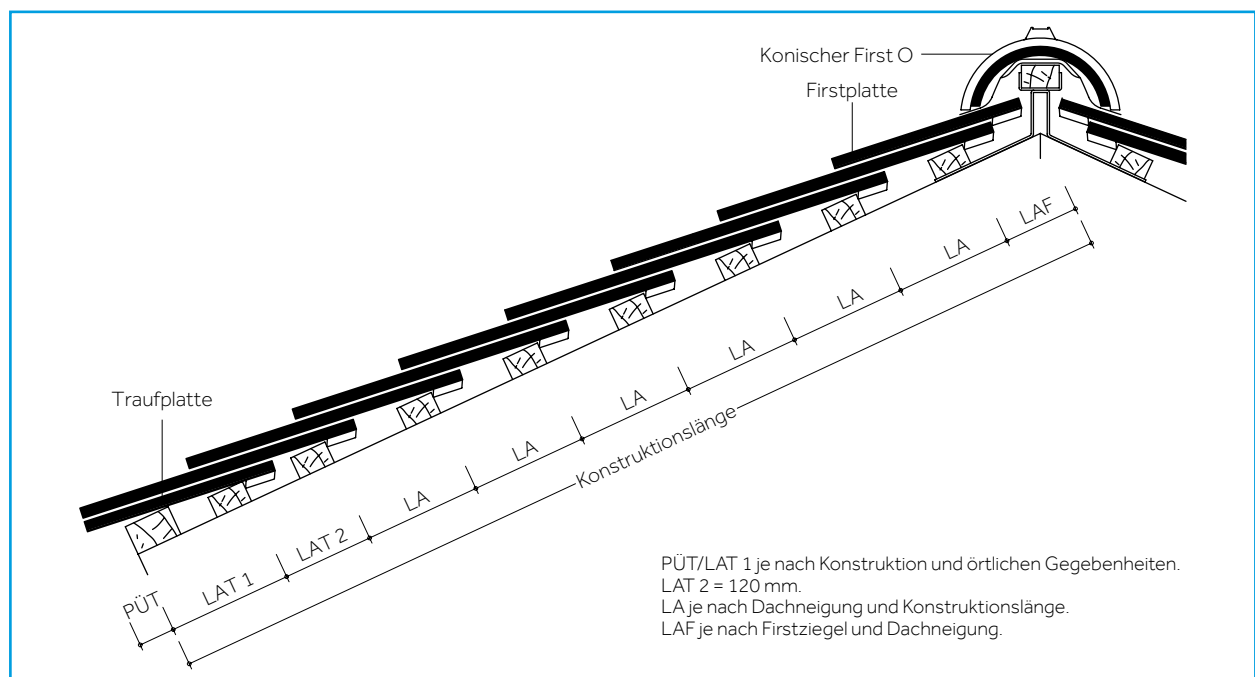 Konischer First O
Firstplatte
Traufplatte
LAF
LA
LA
LA
LA
LA
LA
LAT 2
LAT 1
PÜT
Konstruktionslänge
PÜT/LAT 1 je nach Konstruktion und örtlichen Gegebenheiten.
LAT 2 = 120 mm.
LA je nach Dachneigung und Konstruktionslänge.
LAF je nach Firstziegel und Dachneigung.